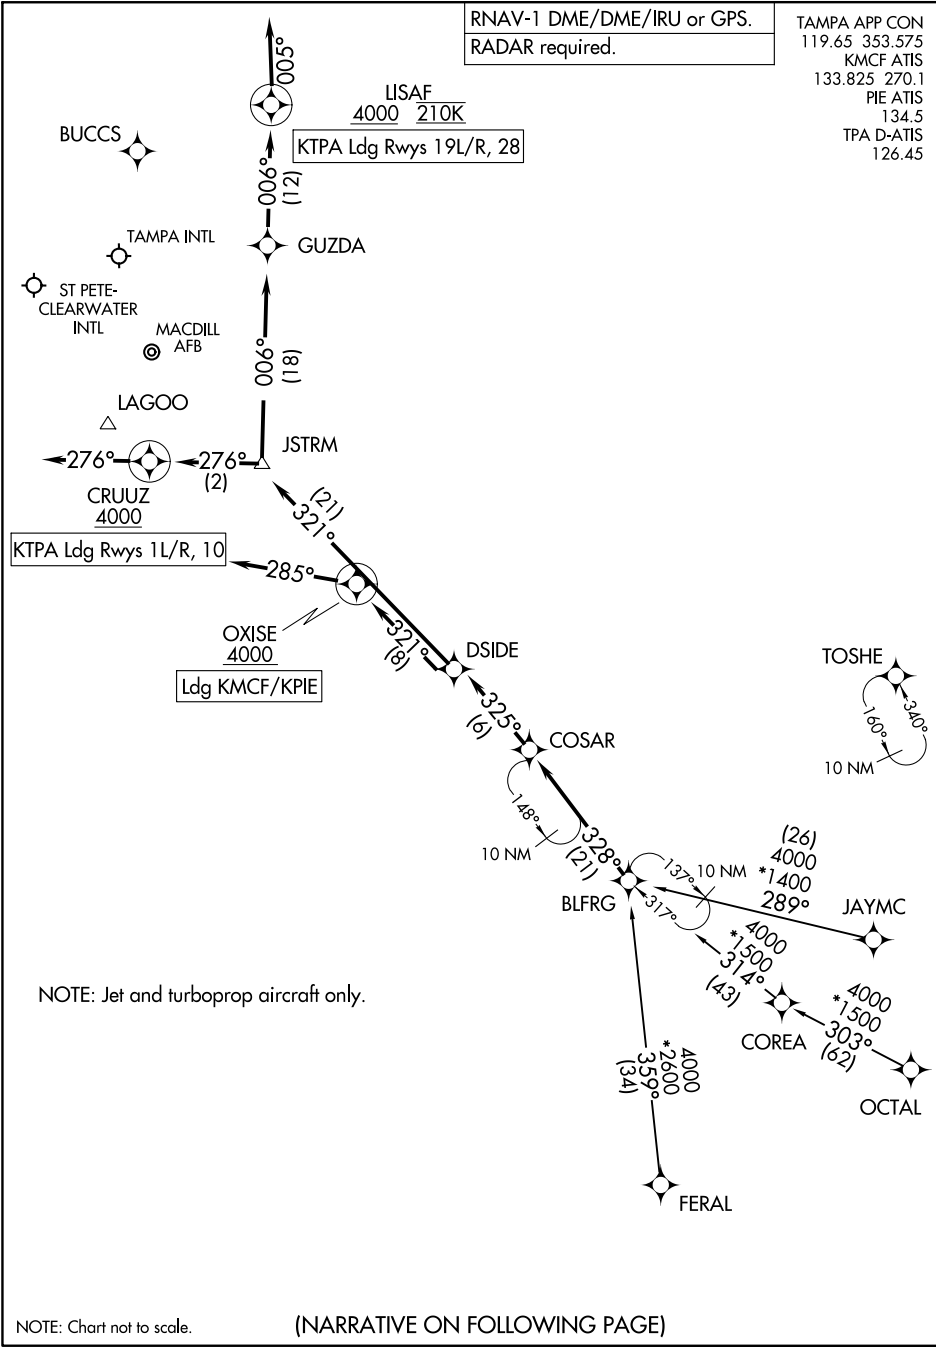 RNAV-1 DME/DME/IRU or GPS.
RADAR required.
TAMPA APP CON
119.65 353.575
KMCF ATIS
133.825 270.1
PIE ATIS
134.5
TPA D-ATIS
126.45
005°
LISAF
4000 210K
KTPA Ldg Rwys 19L/R, 28
BUCCS
006°
(12)
GUZDA
TAMPA INTL
ST PETE-
CLEARWATER
INTL
MACDILL
AFB
006°
(18)
LAGOO
JSTRM
276°
276°
(2)
CRUUZ
4000
KTPA Ldg Rwys 1L/R, 10
(21)
321°
285°
OXISE
4000
Ldg KMCF/KPIE
321°
(8)
DSIDE
TOSHE
340°
160°
10 NM
325°
(6)
COSAR
148°
10 NM
328°
(21)
BLFRG
137°
10 NM
317°
(26)
4000
*1400
289°
JAYMC
4000
*1500
314°
(43)
COREA
4000
*1500
303°
(62)
OCTAL
4000
*2600
359°
(34)
FERAL
NOTE: Jet and turboprop aircraft only.
NOTE: Chart not to scale.
(NARRATIVE ON FOLLOWING PAGE)